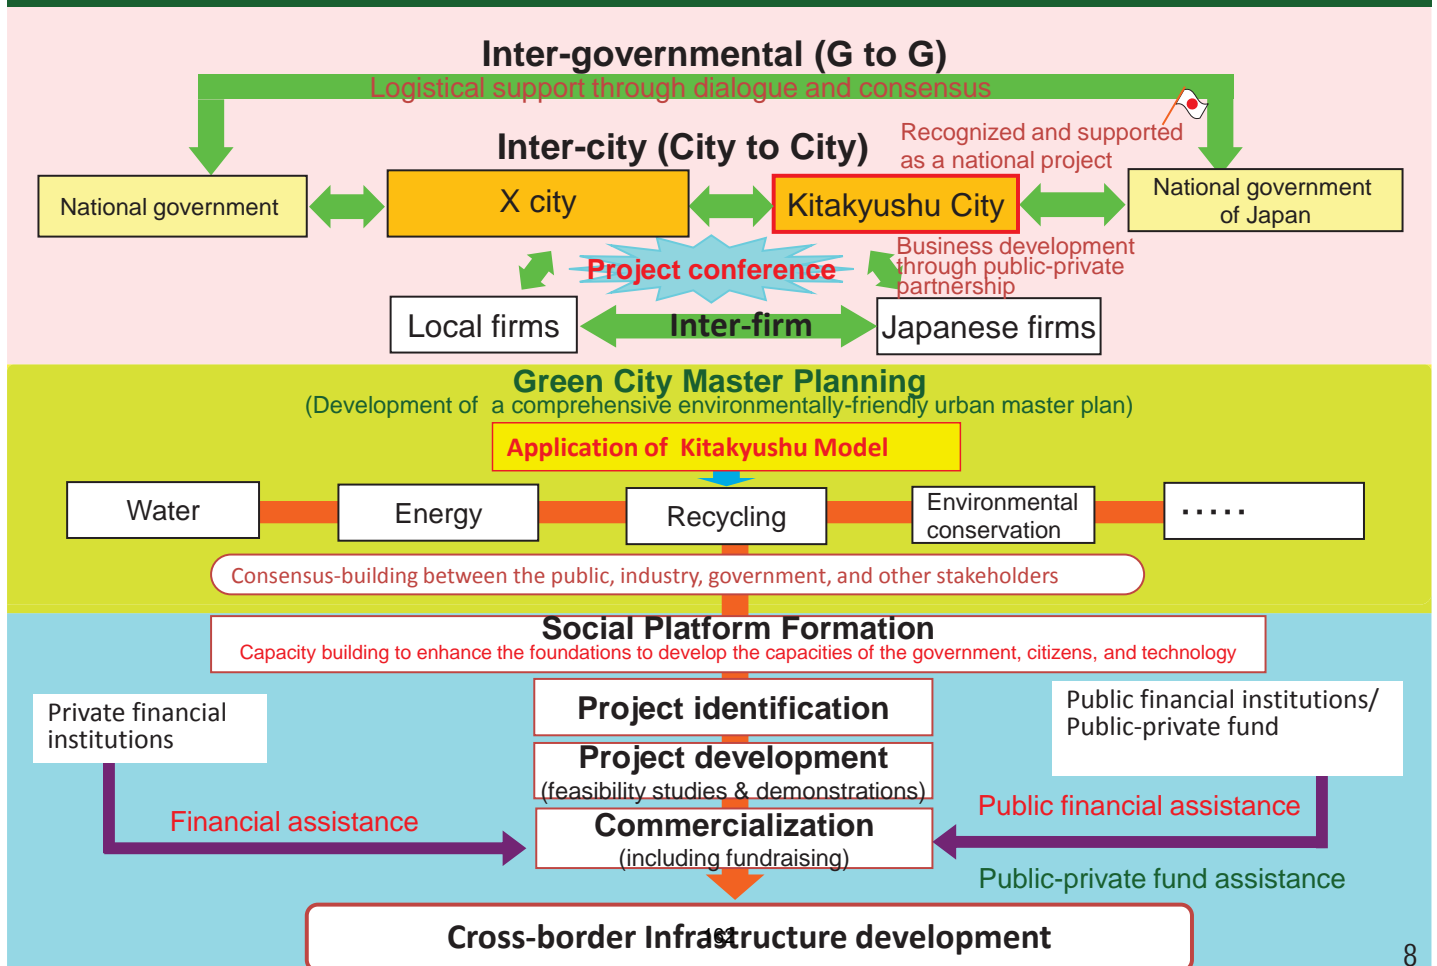 Inter-governmental (G to G)
Logistical support through dialogue and consensus
Inter-city (City to City)
Recognized and supported
as a national project
National government
X city
Kitakyushu City
National government
of Japan
Project conference
Business development
through public-private
partnership
Local firms
Inter-firm
Japanese firms
Green City Master Planning
(Development of a comprehensive environmentally-friendly urban master plan)
Application of Kitakyushu Model
Water
Energy
Recycling
Environmental
conservation
.....
Consensus-building between the public, industry, government, and other stakeholders
Social Platform Formation
Capacity building to enhance the foundations to develop the capacities of the government, citizens, and technology
Private financial
institutions
Project identification
Public financial institutions/
Public-private fund
Project development
(feasibility studies & demonstrations)
Financial assistance
Commercialization
(including fundraising)
Public financial assistance
Public-private fund assistance
Cross-border Infrastructure development
8